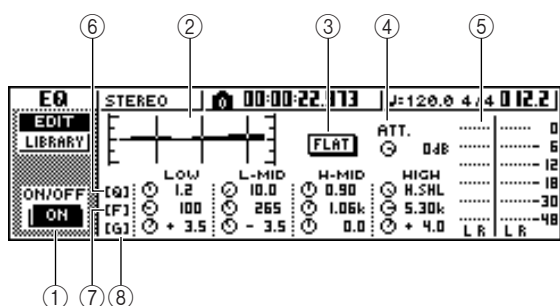 ⑥ ② ③ ④ ⑤
EQ STEREO 00:00:22.173 ♩=120.0 4/4 012.2
EDIT
LIBRARY
ATT.
FLAT 0dB
0
- 6
-12
-18
-30
-48
LOW L-MID H-MID HIGH
ON/OFF [Q] 1.2 10.0 0.90 H.SHL
ON [F] 100 265 1.06k 5.30k
[G] + 3.5 - 3.5 0.0 + 4.0
L R L R
① ⑦ ⑧